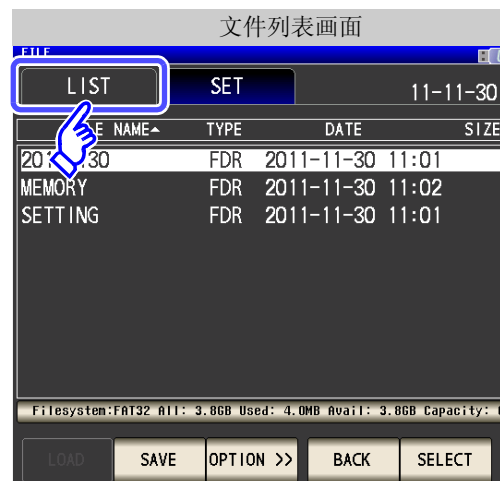 文件列表画面
FILE
LIST SET 11-11-30
NAME▲ TYPE DATE SIZE
FDR 2011-11-30 11:01
MEMORY FDR 2011-11-30 11:02
SETTING FDR 2011-11-30 11:01
Filesystem:FAT32 All: 3.8GB Used: 4.0MB Avail: 3.8GB Capacity:
LOAD SAVE OPTION >> BACK SELECT